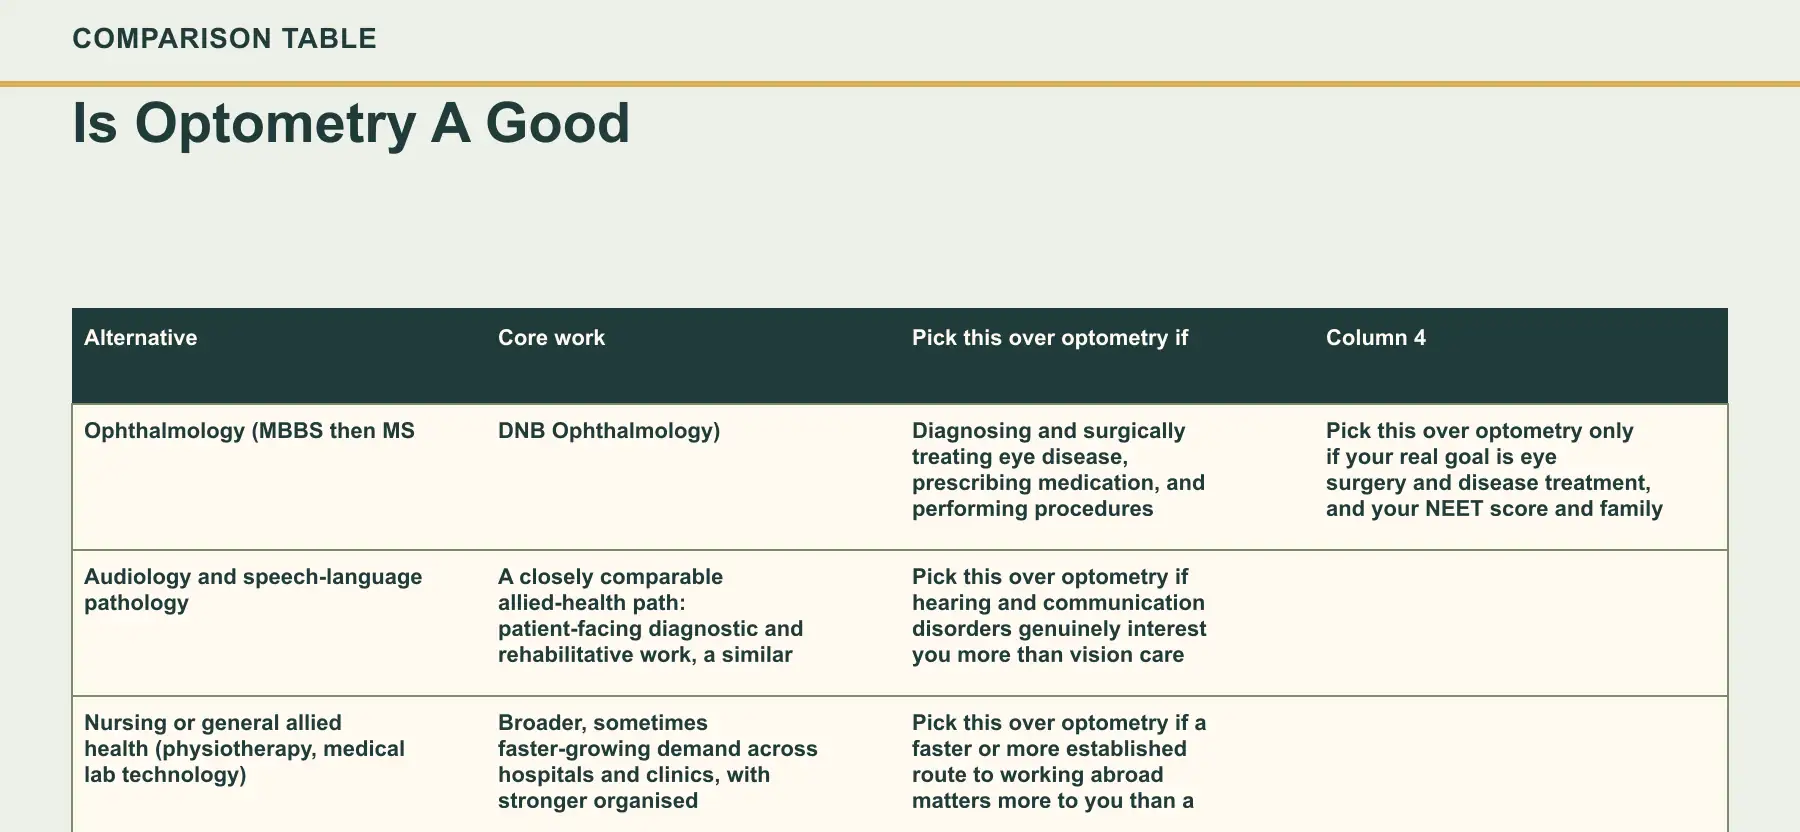 COMPARISON TABLE
Is Optometry A Good
Alternative
Core work
Pick this over optometry if
Column 4
Ophthalmology (MBBS then MS
DNB Ophthalmology)
Diagnosing and surgically
treating eye disease,
prescribing medication, and
performing procedures
Pick this over optometry only
if your real goal is eye
surgery and disease treatment,
and your NEET score and family
Audiology and speech-language
pathology
A closely comparable
allied-health path:
patient-facing diagnostic and
rehabilitative work, a similar
Pick this over optometry if
hearing and communication
disorders genuinely interest
you more than vision care
Nursing or general allied
health (physiotherapy, medical
lab technology)
Broader, sometimes
faster-growing demand across
hospitals and clinics, with
stronger organised
Pick this over optometry if a
faster or more established
route to working abroad
matters more to you than a